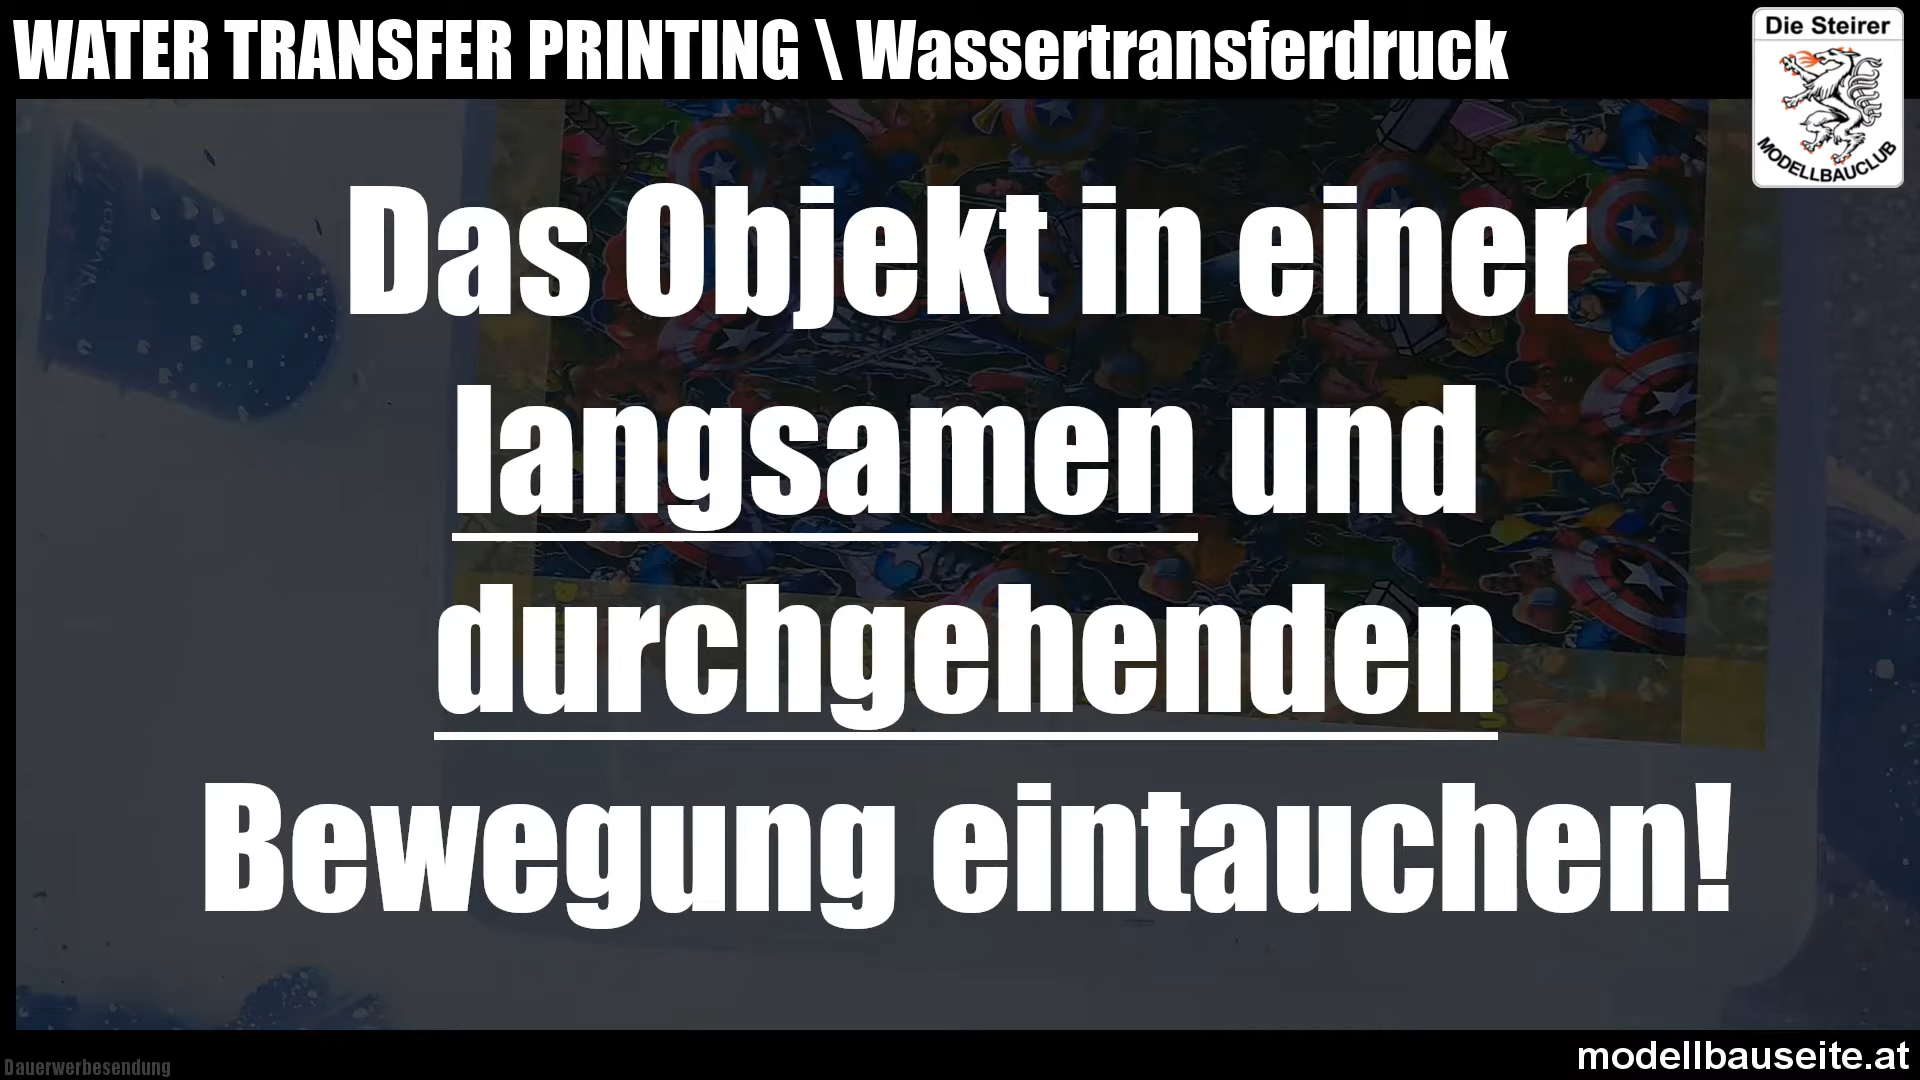 WATER TRANSFER PRINTING \ Wassertransferdruck
Die Steirer
MODELLBAUCLUB
Das Objekt in einer
langsamen und
durchgehenden
Bewegung eintauchen!
Dauerwerbesendung
modellbauseite.at